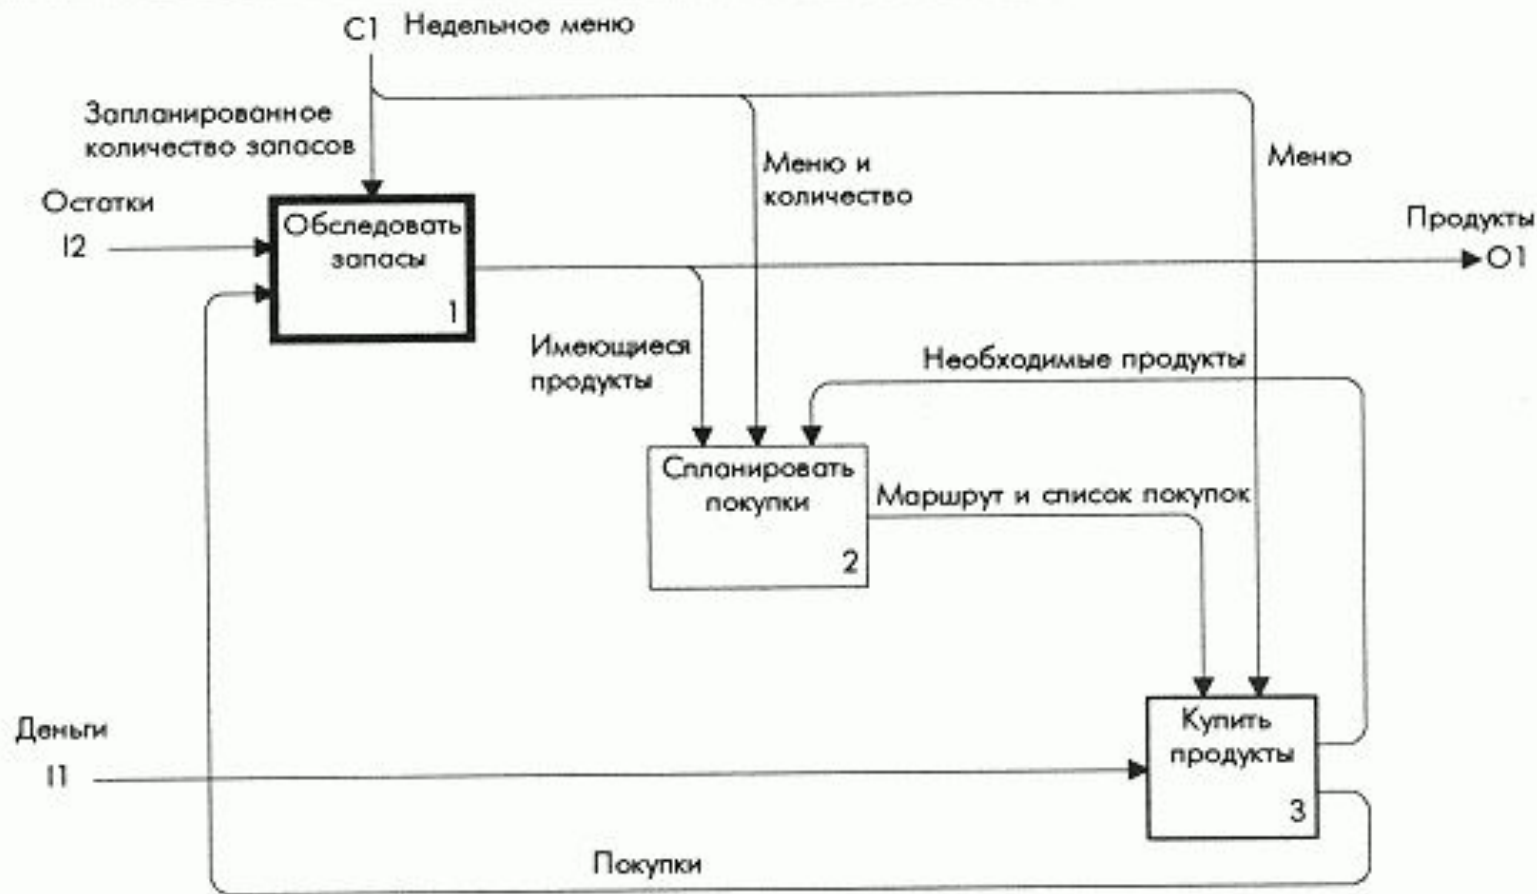 C1 Недельное меню
Запланированное
количество запасов
Меню и
количество
Меню
Остатки
I2
Обследовать
запасы
1
Продукты
O1
Имеющиеся
продукты
Необходимые продукты
Спланировать
покупки
2
Маршрут и список покупок
Деньги
I1
Купить
продукты
3
Покупки